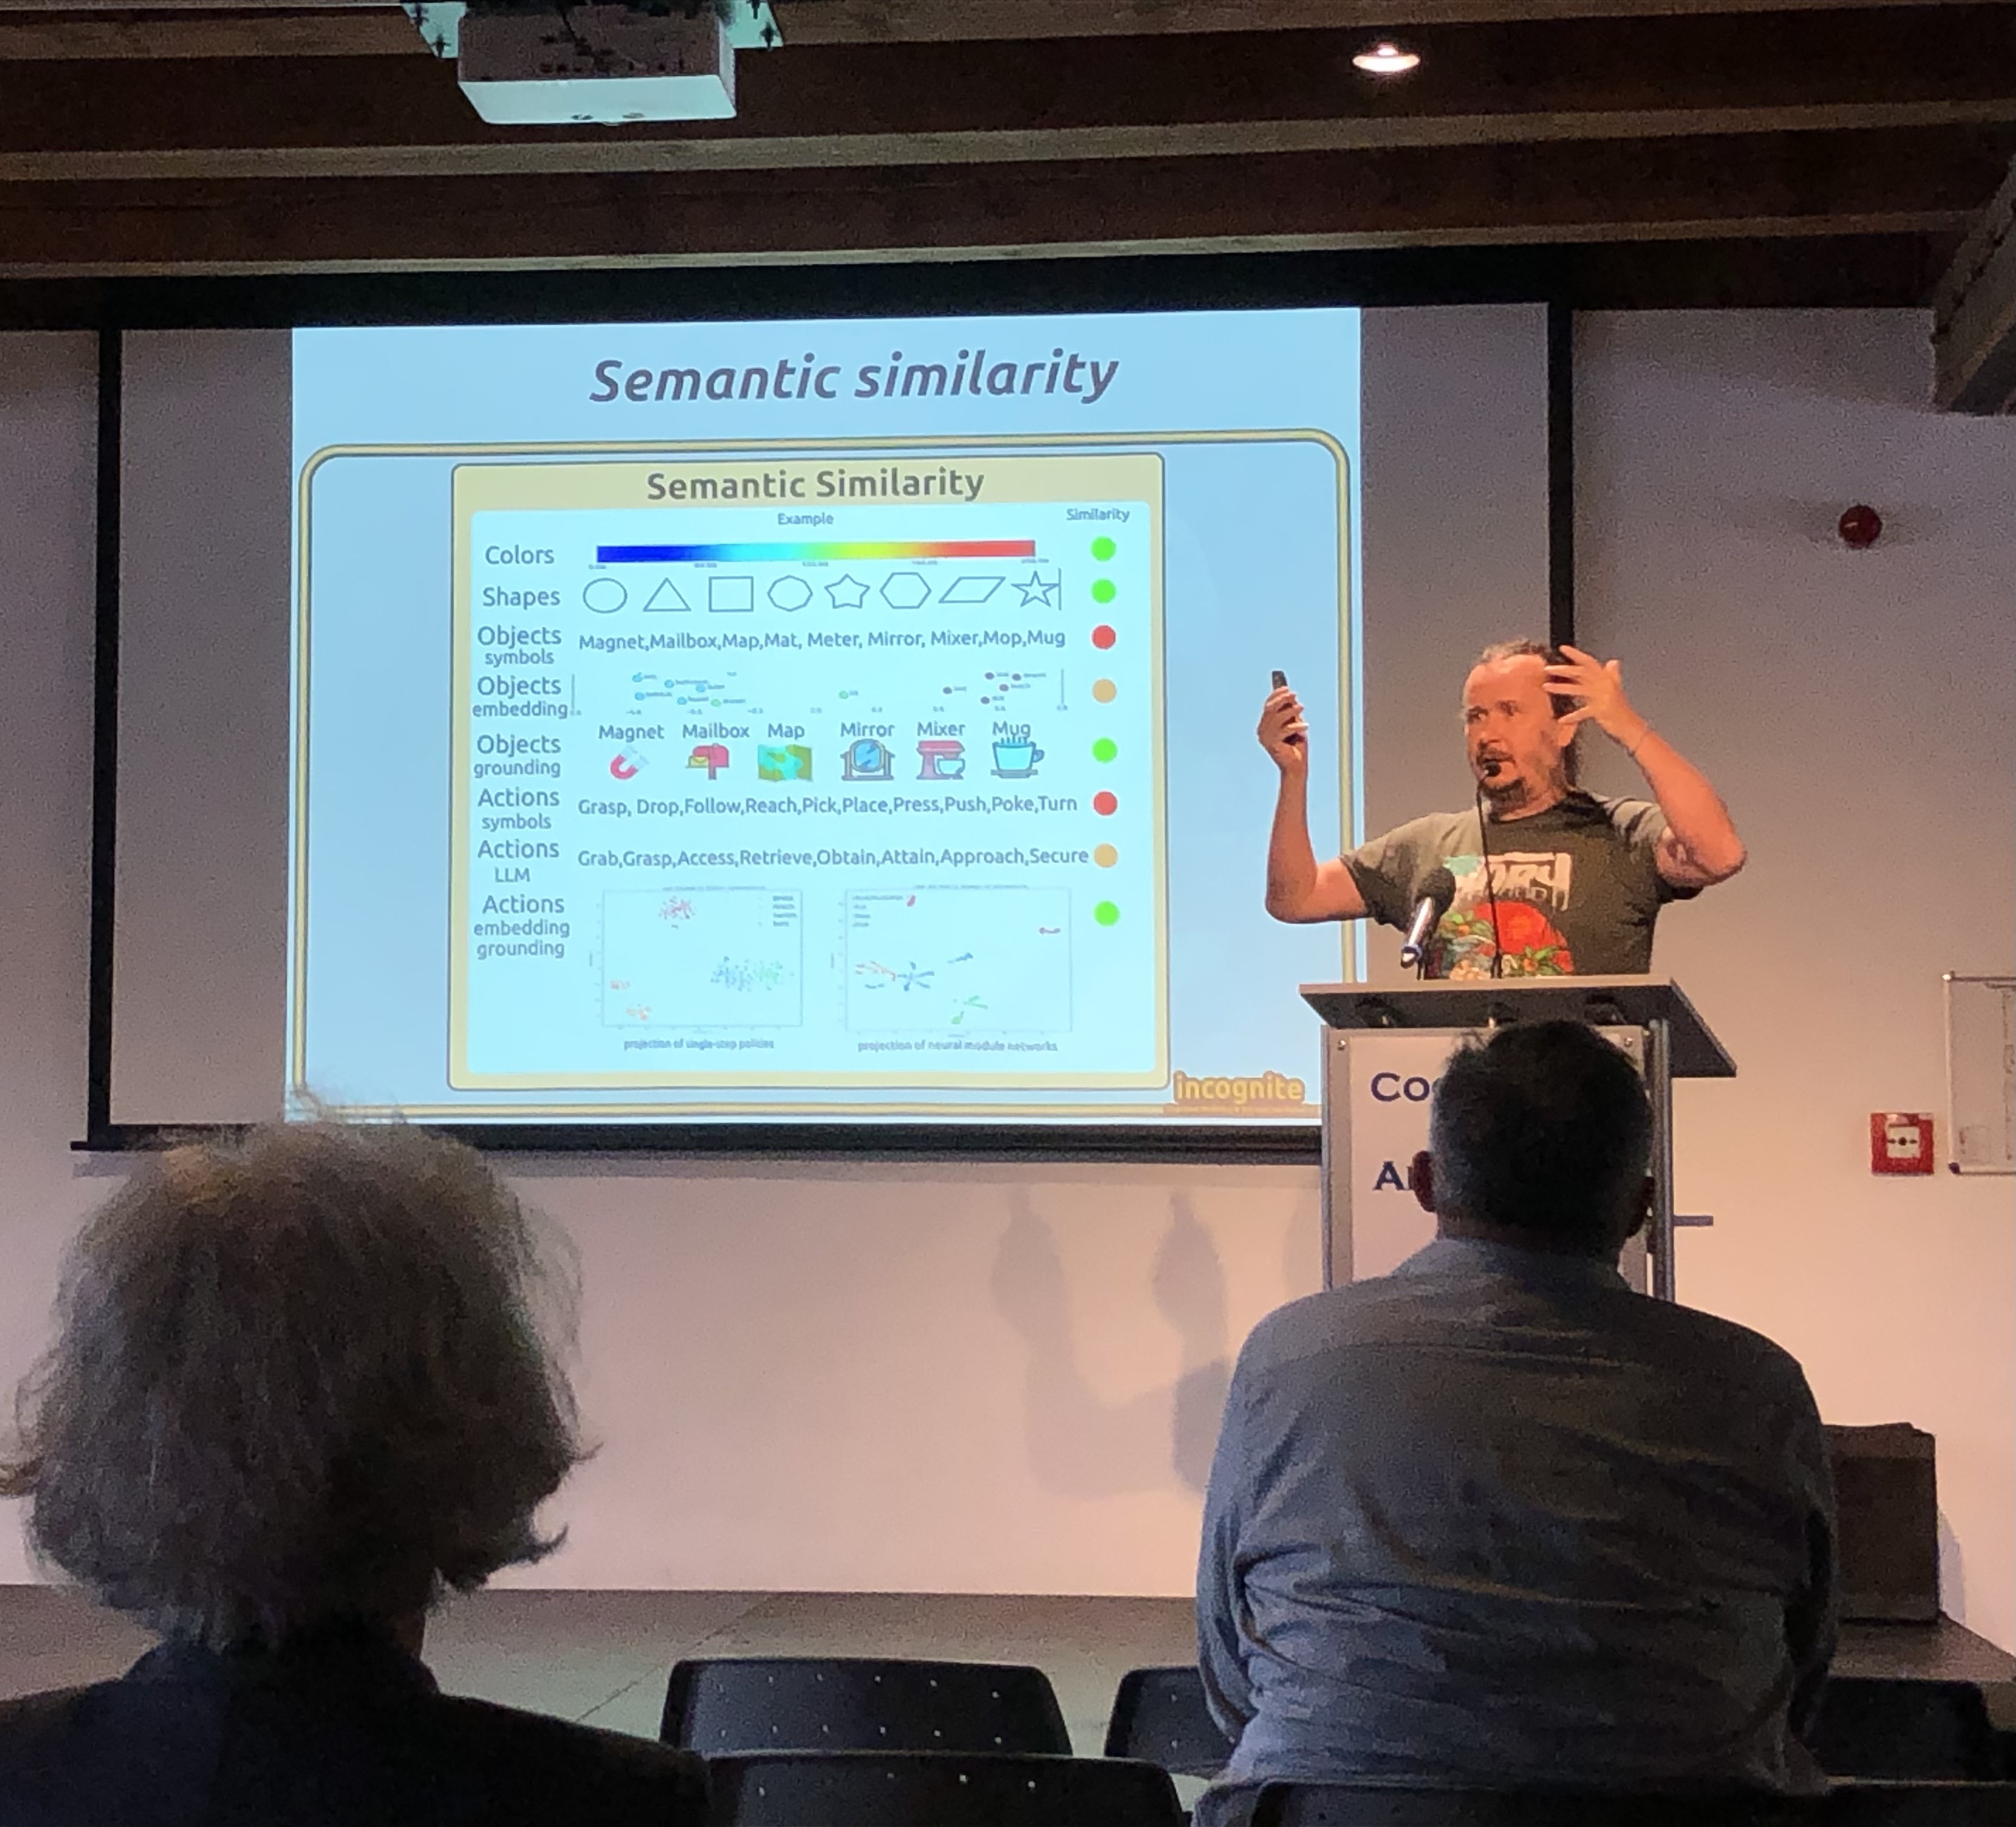 Semantic similarity
Semantic Similarity
Example Similarity
Colors
Shapes
Objects
symbols
Magnet,Mailbox,Map,Mat, Meter, Mirror, Mixer,Mop,Mug
Objects
embedding
Objects
grounding
Magnet Mailbox Map Mirror Mixer Mug
Actions
symbols
Grasp, Drop,Follow,Reach,Pick,Place,Press,Push,Poke,Turn
Actions
LLM
Grab,Grasp,Access,Retrieve,Obtain,Attain,Approach,Secure
Actions
embedding
grounding
projection of single-step policies
projection of neural module networks
incognite
Co
A